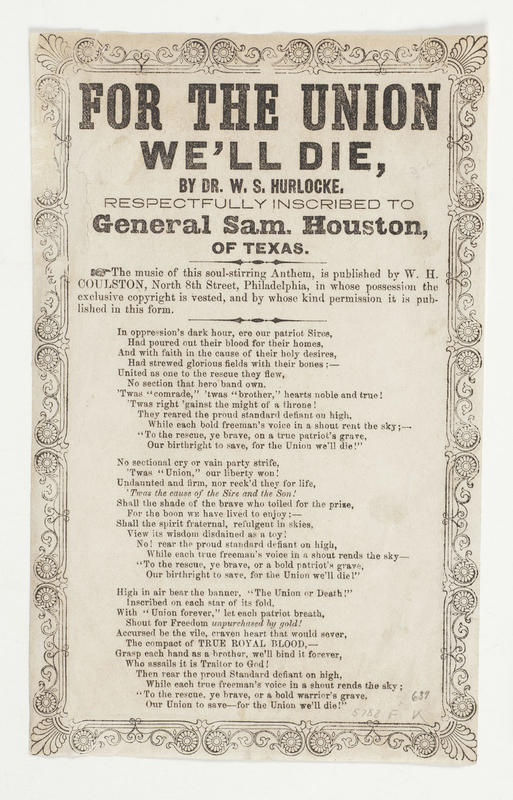 FOR THE UNION
WE'LL DIE,
BY DR. W. S. HURLOCKE.
RESPECTFULLY INSCRIBED TO
General Sam. Houston,
OF TEXAS.
☞The music of this soul-stirring Anthem, is published by W. H.
COULSTON, North 8th Street, Philadelphia, in whose possession the
exclusive copyright is vested, and by whose kind permission it is pub-
lished in this form.
In oppression's dark hour, ere our patriot Sires,
Had poured out their blood for their homes,
And with faith in the cause of their holy desires,
Had strewed glorious fields with their bones;—
United as one to the rescue they flew,
No section that hero band own.
'Twas "comrade," 'twas "brother," hearts noble and true!
'Twas right 'gainst the might of a throne!
They reared the proud standard defiant on high,
While each bold freeman's voice in a shout rent the sky;—
"To the rescue, ye brave, on a true patriot's grave,
Our birthright to save, for the Union we'll die!"
No sectional cry or vain party strife,
'Twas "Union," our liberty won!
Undaunted and firm, nor reck'd they for life,
'Twas the cause of the Sire and the Son!
Shall the shade of the brave who toiled for the prize,
For the boon we have lived to enjoy:—
Shall the spirit fraternal, refulgent in skies,
View its wisdom disdained as a toy!
No! rear the proud standard defiant on high,
While each true freeman's voice in a shout rends the sky—
"To the rescue, ye brave, or a bold patriot's grave,
Our birthright to save, for the Union we'll die!"
High in air bear the banner, "The Union or Death!"
Inscribed on each star of its fold,
With "Union forever," let each patriot breath,
Shout for Freedom unpurchased by gold!
Accursed be the vile, craven heart that would sever,
The compact of TRUE ROYAL BLOOD,—
Grasp each hand as a brother, we'll bind it forever,
Who assails it is Traitor to God!
Then rear the proud Standard defiant on high,
While each true freeman's voice in a shout rends the sky;
"To the rescue, ye brave, or a bold warrior's grave,
Our Union to save—for the Union we'll die!"